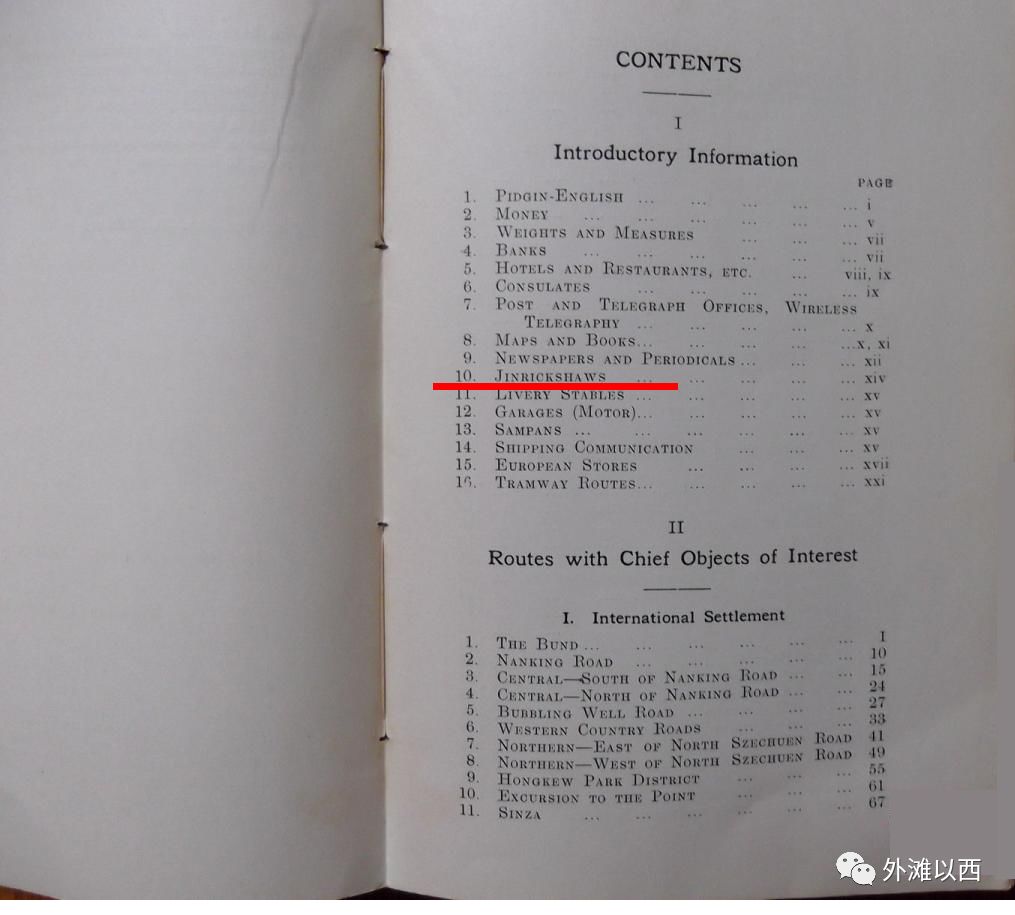 CONTENTS
I
Introductory Information
PAGE
1. PIDGIN-ENGLISH ... ... ... ... ... i
2. MONEY ... ... ... ... ... ... v
3. WEIGHTS AND MEASURES ... ... ... vii
4. BANKS ... ... ... ... ... ... vii
5. HOTELS AND RESTAURANTS, ETC. ... viii, ix
6. CONSULATES ... ... ... ... ... ix
7. POST AND TELEGRAPH OFFICES, WIRELESS
TELEGRAPHY ... ... ... ... ... x
8. MAPS AND BOOKS... ... ... ... ...x, xi
9. NEWSPAPERS AND PERIODICALS ... ... ... ... xii
10. JINRICKSHAWS ... ... ... ... ... xiv
11. LIVERY STABLES ... ... ... ... ... xv
12. GARAGES (MOTOR)... ... ... ... ... xv
13. SAMPANS ... ... ... ... ... ... xv
14. SHIPPING COMMUNICATION ... ... ... xv
15. EUROPEAN STORES ... ... ... ... xvii
16. TRAMWAY ROUTES... ... ... ... ... xxi
II
Routes with Chief Objects of Interest
I. International Settlement
1. THE BUND ... ... ... ... ... ... 1
2. NANKING ROAD ... ... ... ... ... 10
3. CENTRAL—SOUTH OF NANKING ROAD ... ... 15
4. CENTRAL—NORTH OF NANKING ROAD ... ... 24
5. BUBBLING WELL ROAD ... ... ... ... 27
6. WESTERN COUNTRY ROADS ... ... ... 33
7. NORTHERN—EAST OF NORTH SZECHUEN ROAD 41
8. NORTHERN—WEST OF NORTH SZECHUEN ROAD 49
9. HONGKEW PARK DISTRICT ... ... ... 55
10. EXCURSION TO THE POINT ... ... ... 61
11. SINZA ... ... ... ... ... ... 67
外滩以西